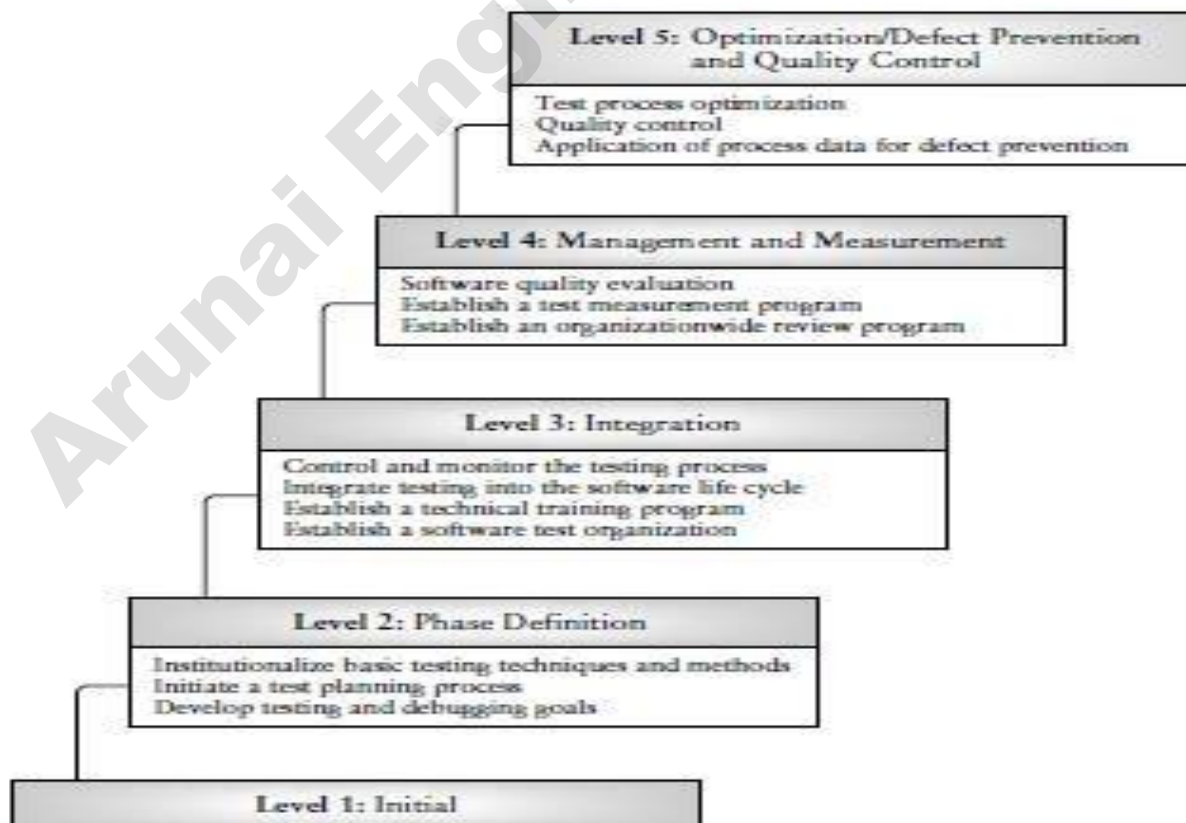 Level 5: Optimization/Defect Prevention
and Quality Control
Test process optimization
Quality control
Application of process data for defect prevention
Level 4: Management and Measurement
Software quality evaluation
Establish a test measurement program
Establish an organizationwide review program
Level 3: Integration
Control and monitor the testing process
Integrate testing into the software life cycle
Establish a technical training program
Establish a software test organization
Level 2: Phase Definition
Institutionalize basic testing techniques and methods
Initiate a test planning process
Develop testing and debugging goals
Level 1: Initial
Arunai Engi